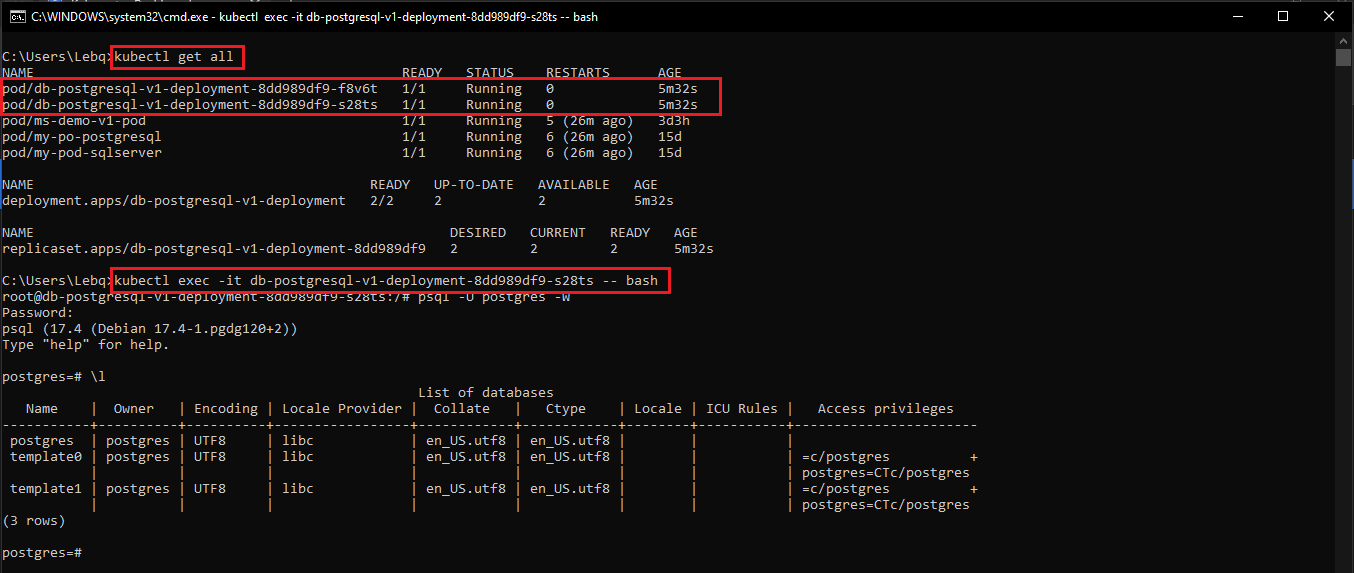 C:\WINDOWS\system32\cmd.exe - kubectl exec -it db-postgresql-v1-deployment-8dd989df9-s28ts -- bash
C:\Users\Lebq>kubectl get all
NAME                                              READY   STATUS    RESTARTS      AGE
pod/db-postgresql-v1-deployment-8dd989df9-f8v6t   1/1     Running   0             5m32s
pod/db-postgresql-v1-deployment-8dd989df9-s28ts   1/1     Running   0             5m32s
pod/ms-demo-v1-pod                                1/1     Running   5 (26m ago)   3d3h
pod/my-po-postgresql                              1/1     Running   6 (26m ago)   15d
pod/my-pod-sqlserver                              1/1     Running   6 (26m ago)   15d
NAME                                          READY   UP-TO-DATE   AVAILABLE   AGE
deployment.apps/db-postgresql-v1-deployment   2/2     2            2           5m32s
NAME                                                    DESIRED   CURRENT   READY   AGE
replicaset.apps/db-postgresql-v1-deployment-8dd989df9   2         2         2       5m32s
C:\Users\Lebq>kubectl exec -it db-postgresql-v1-deployment-8dd989df9-s28ts -- bash
root@db-postgresql-v1-deployment-8dd989df9-s28ts:/# psql -U postgres -W
Password:
psql (17.4 (Debian 17.4-1.pgdg120+2))
Type "help" for help.
postgres=# \l
                                                    List of databases
   Name    |  Owner   | Encoding | Locale Provider |  Collate   |   Ctype    | Locale | ICU Rules |   Access privileges
-----------+----------+----------+-----------------+------------+------------+--------+-----------+-----------------------
 postgres  | postgres | UTF8     | libc            | en_US.utf8 | en_US.utf8 |        |           |
 template0 | postgres | UTF8     | libc            | en_US.utf8 | en_US.utf8 |        |           | =c/postgres          +
           |          |          |                 |            |            |        |           | postgres=CTc/postgres
 template1 | postgres | UTF8     | libc            | en_US.utf8 | en_US.utf8 |        |           | =c/postgres          +
           |          |          |                 |            |            |        |           | postgres=CTc/postgres
(3 rows)
postgres=#